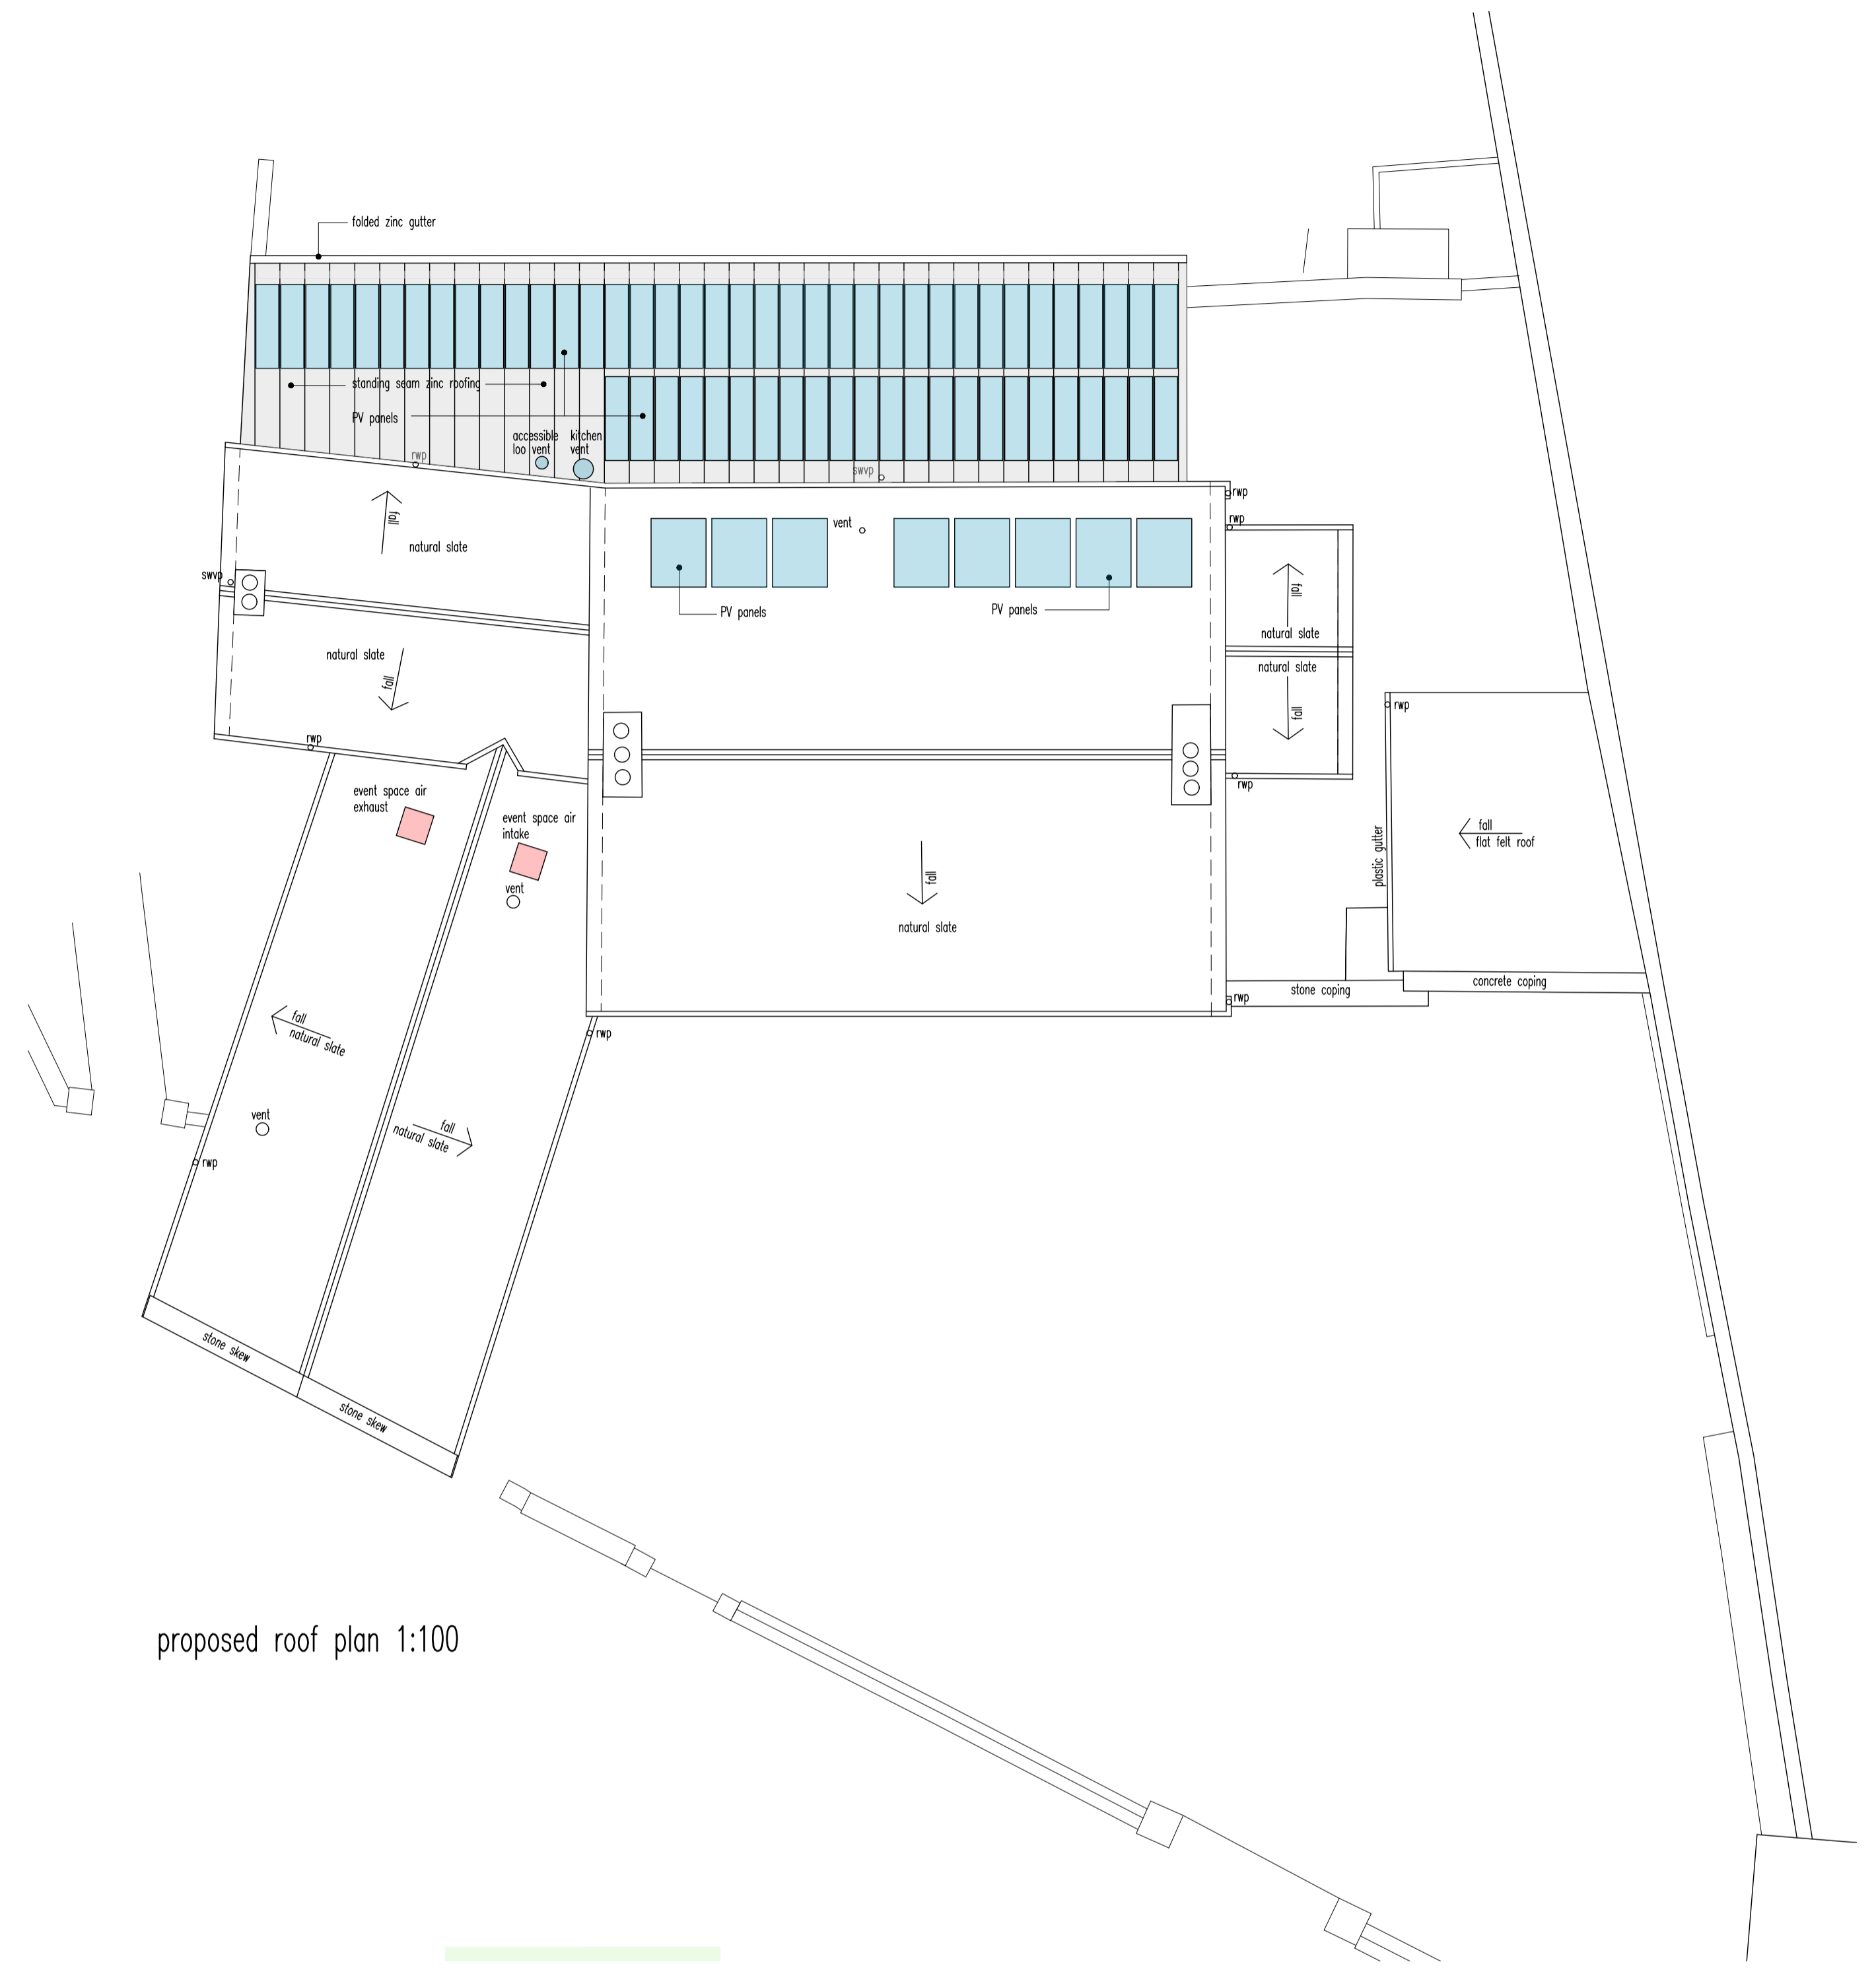 folded zinc gutter
standing seam zinc roofing
PV panels
accessible
loo vent
kitchen
vent
rwp
swvp
rwp
rwp
fall
natural slate
vent
swvp
PV panels
PV panels
fall
natural slate
natural slate
fall
natural slate
fall
rwp
rwp
rwp
event space air
exhaust
event space air
intake
vent
plastic gutter
fall
flat felt roof
fall
natural slate
stone coping
concrete coping
rwp
rwp
fall
natural slate
vent
fall
natural slate
rwp
stone skew
stone skew
proposed roof plan 1:100